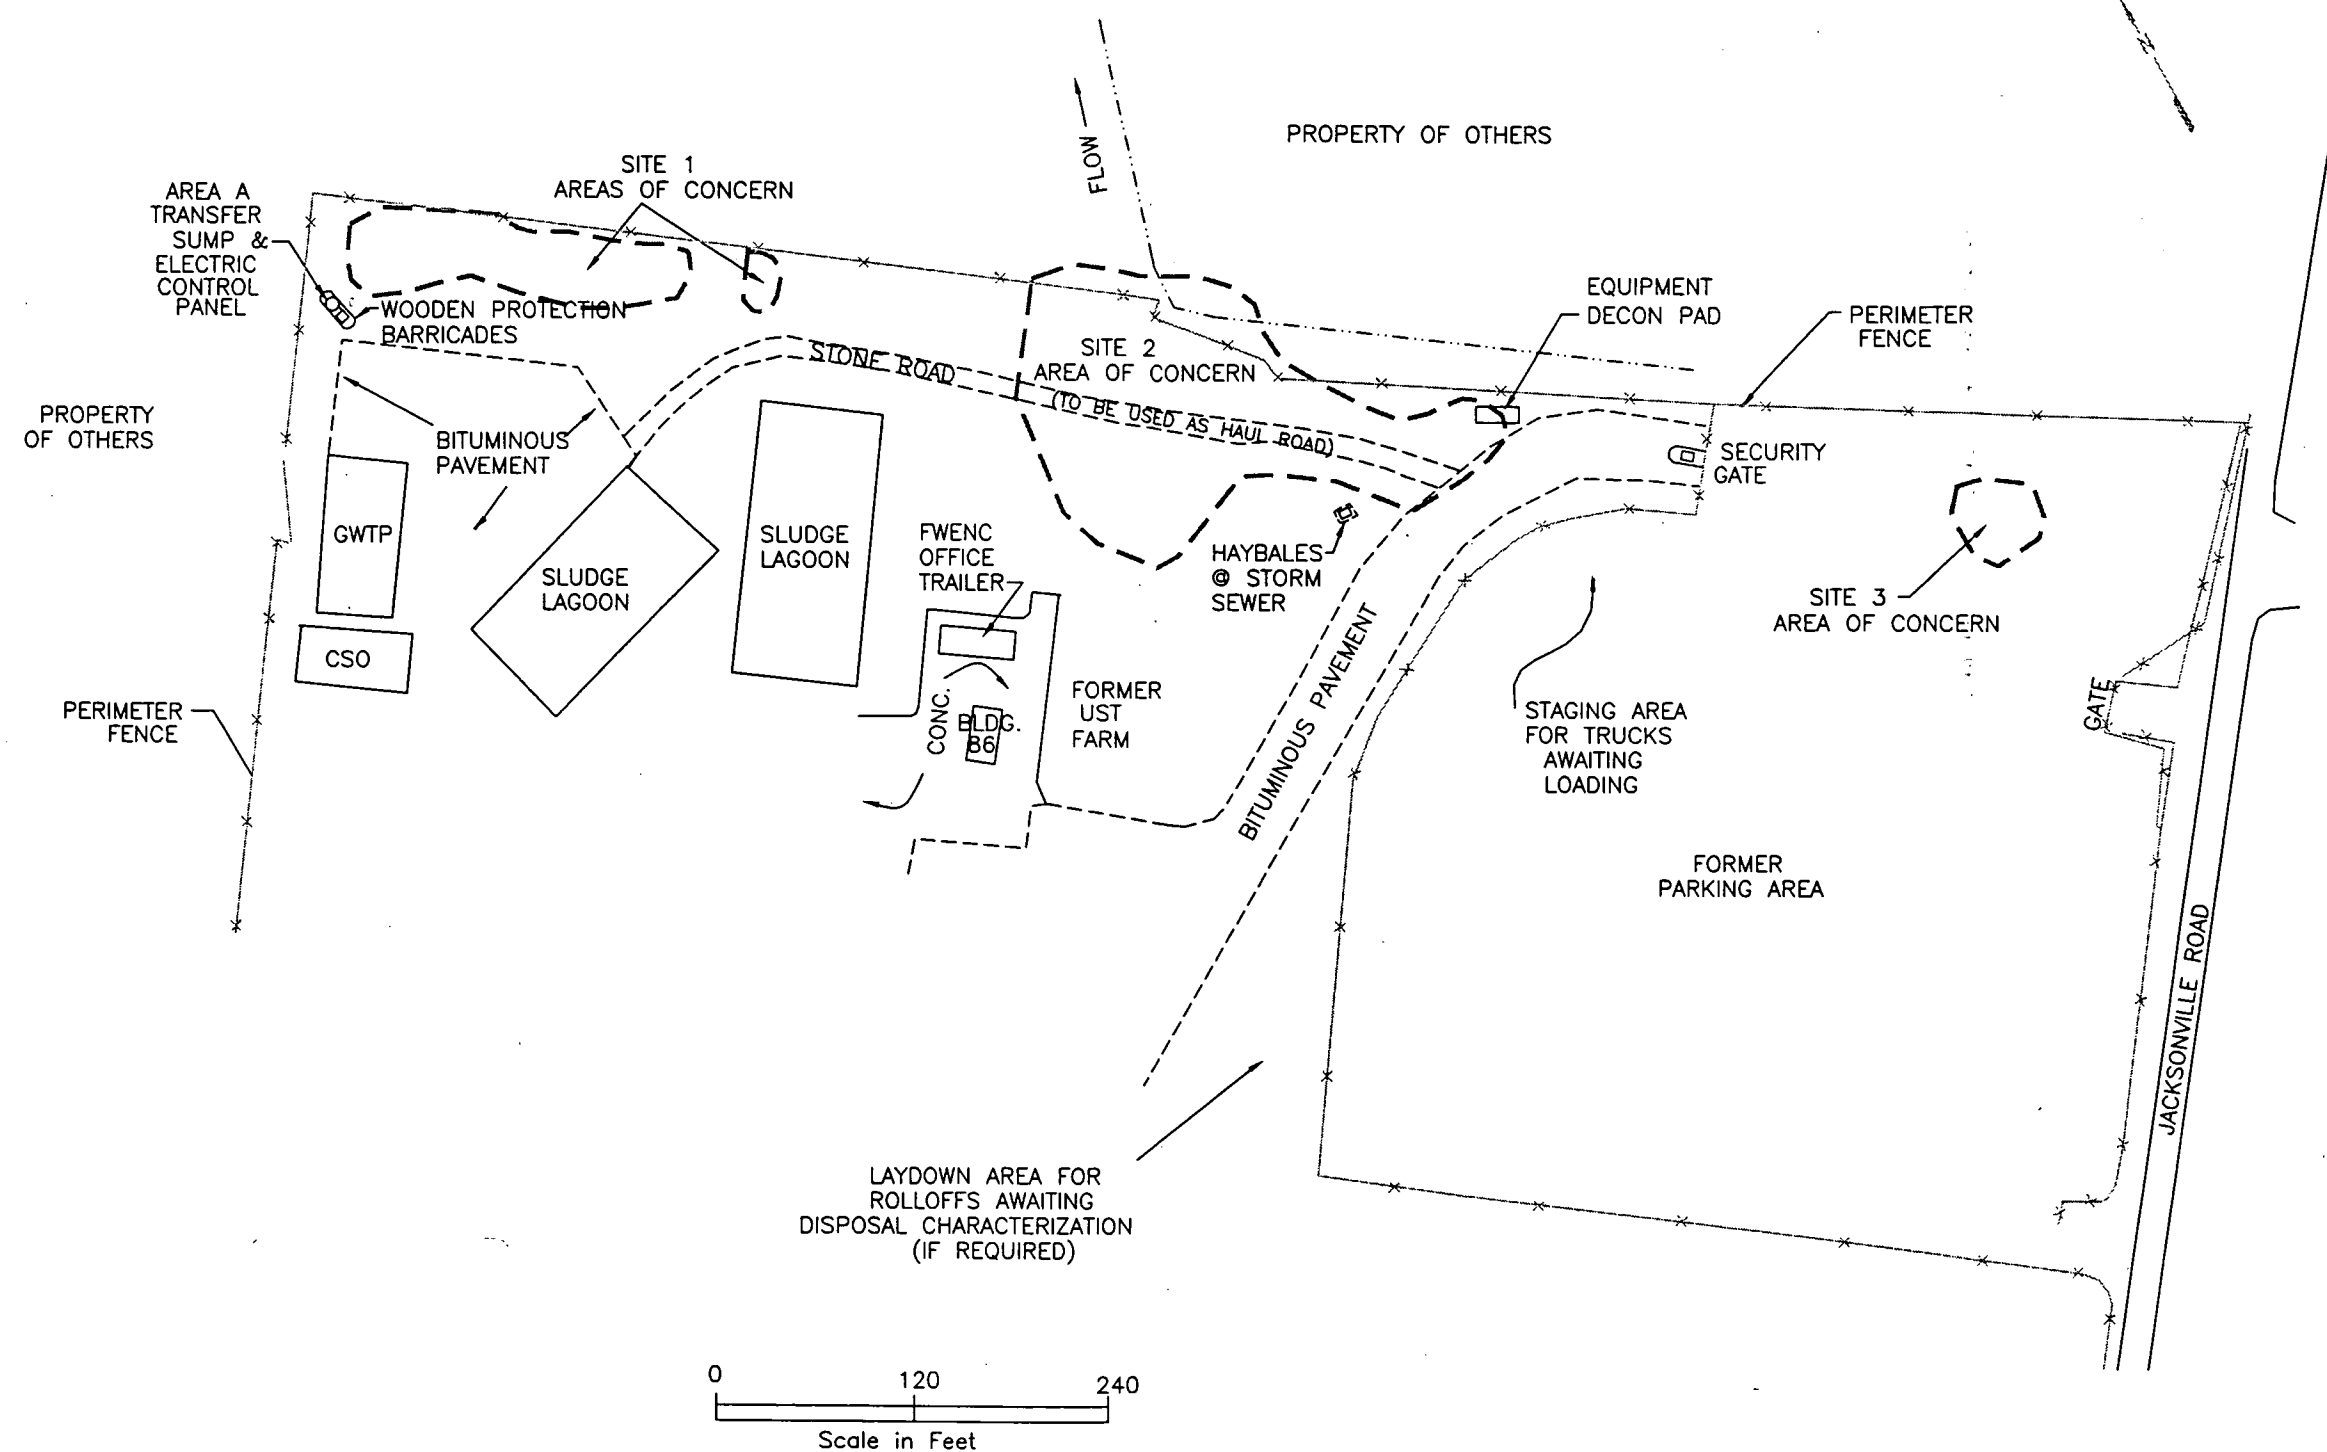 N
PROPERTY OF OTHERS
FLOW
SITE 1
AREAS OF CONCERN
AREA A
TRANSFER
SUMP &
ELECTRIC
CONTROL
PANEL
WOODEN PROTECTION
BARRICADES
STONE ROAD
SITE 2
AREA OF CONCERN
(TO BE USED AS HAUL ROAD)
EQUIPMENT
DECON PAD
PERIMETER
FENCE
PROPERTY
OF OTHERS
BITUMINOUS
PAVEMENT
SECURITY
GATE
GWTP
SLUDGE
LAGOON
SLUDGE
LAGOON
FWENC
OFFICE
TRAILER
HAYBALES
@ STORM
SEWER
SITE 3
AREA OF CONCERN
CSO
PERIMETER
FENCE
CONC.
BLDG.
86
FORMER
UST
FARM
BITUMINOUS PAVEMENT
STAGING AREA
FOR TRUCKS
AWAITING
LOADING
GATE
FORMER
PARKING AREA
JACKSONVILLE ROAD
LAYDOWN AREA FOR
ROLLOFFS AWAITING
DISPOSAL CHARACTERIZATION
(IF REQUIRED)
0 120 240
Scale in Feet